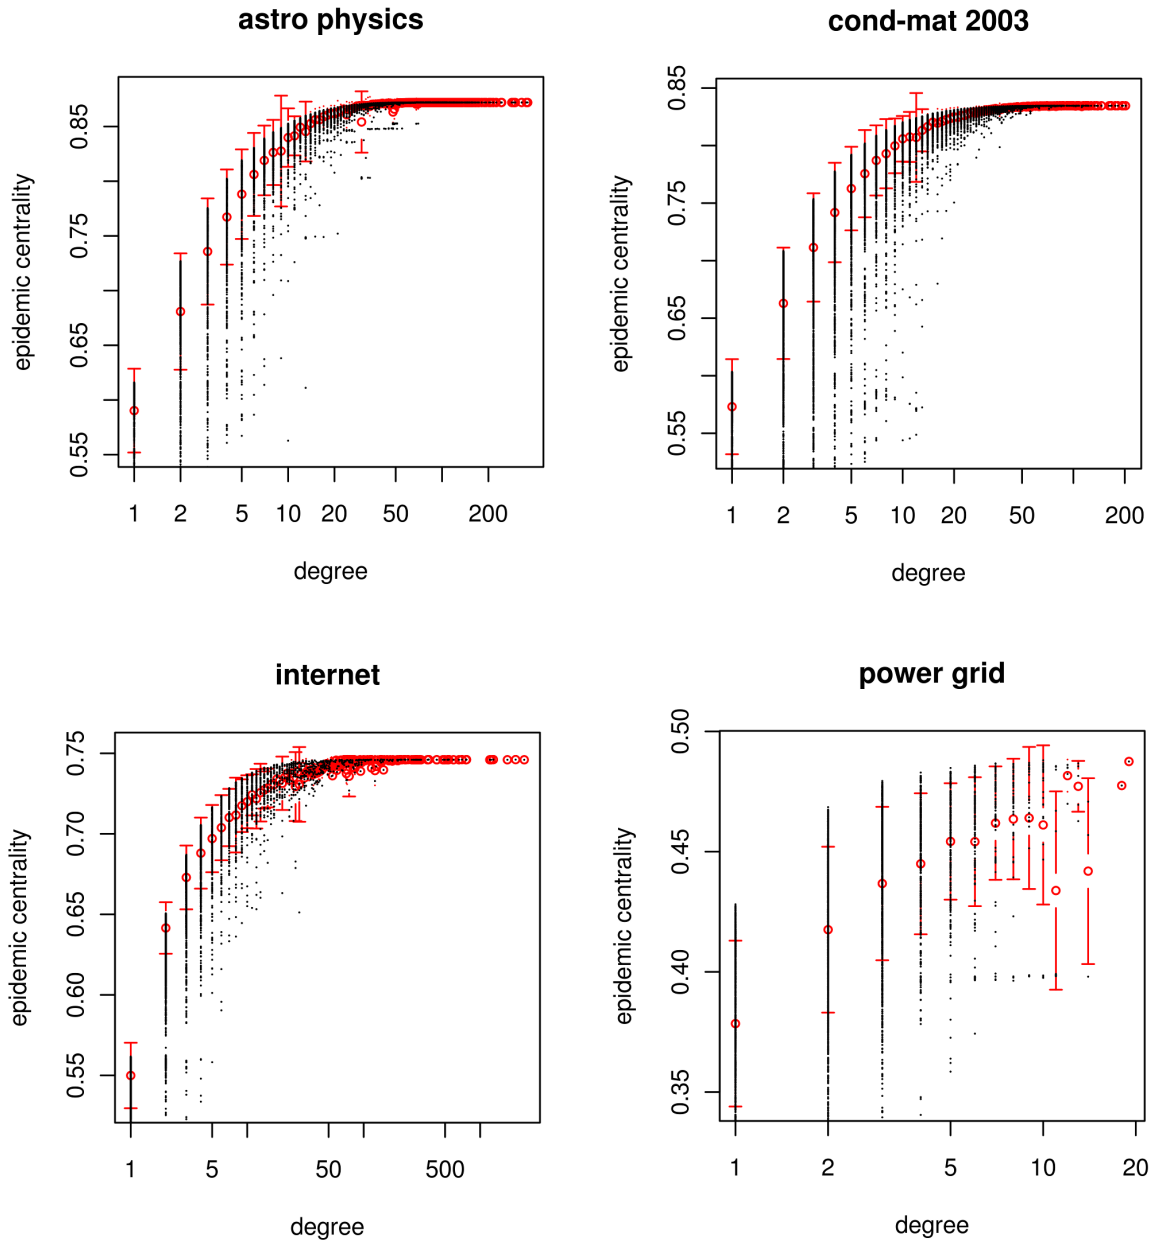 astro physics
epidemic centrality
0.85
0.75
0.65
0.55
1 2 5 10 20 50 200
degree
cond-mat 2003
epidemic centrality
0.85
0.75
0.65
0.55
1 2 5 10 20 50 200
degree
internet
epidemic centrality
0.75
0.70
0.65
0.60
0.55
1 5 50 500
degree
power grid
epidemic centrality
0.50
0.45
0.40
0.35
1 2 5 10 20
degree